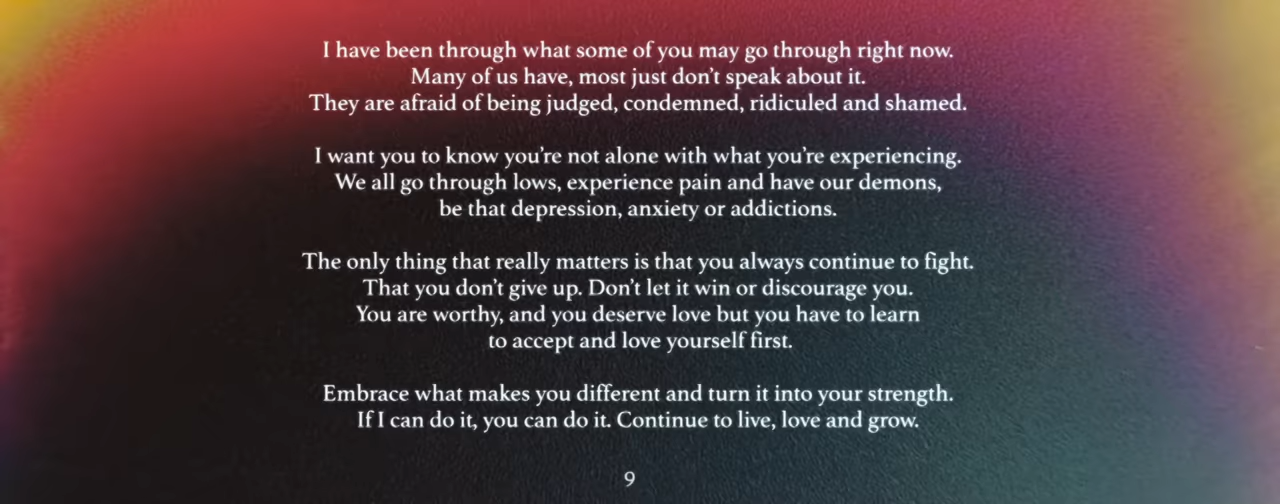 I have been through what some of you may go through right now.
Many of us have, most just don't speak about it.
They are afraid of being judged, condemned, ridiculed and shamed.
I want you to know you're not alone with what you're experiencing.
We all go through lows, experience pain and have our demons,
be that depression, anxiety or addictions.
The only thing that really matters is that you always continue to fight.
That you don't give up. Don't let it win or discourage you.
You are worthy, and you deserve love but you have to learn
to accept and love yourself first.
Embrace what makes you different and turn it into your strength.
If I can do it, you can do it. Continue to live, love and grow.
9